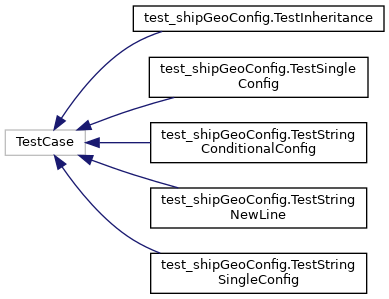 test_shipGeoConfig.TestInheritance
test_shipGeoConfig.TestSingle
Config
TestCase
test_shipGeoConfig.TestString
ConditionalConfig
test_shipGeoConfig.TestString
NewLine
test_shipGeoConfig.TestString
SingleConfig